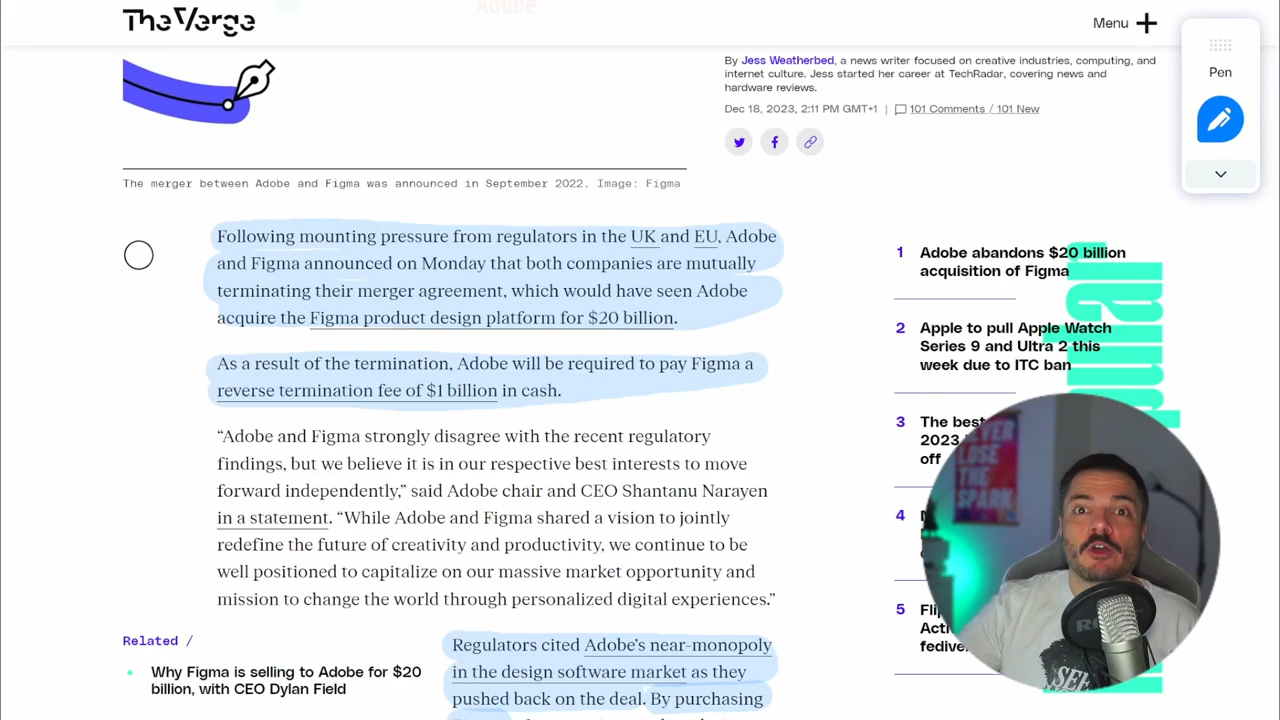 Adobe
The Verge
Menu
Pen
By Jess Weatherbed, a news writer focused on creative industries, computing, and
internet culture. Jess started her career at TechRadar, covering news and
hardware reviews.
Dec 18, 2023, 2:11 PM GMT+1 | 101 Comments / 101 New
The merger between Adobe and Figma was announced in September 2022. Image: Figma
Following mounting pressure from regulators in the UK and EU, Adobe
and Figma announced on Monday that both companies are mutually
terminating their merger agreement, which would have seen Adobe
acquire the Figma product design platform for $20 billion.
As a result of the termination, Adobe will be required to pay Figma a
reverse termination fee of $1 billion in cash.
“Adobe and Figma strongly disagree with the recent regulatory
findings, but we believe it is in our respective best interests to move
forward independently,” said Adobe chair and CEO Shantanu Narayen
in a statement. “While Adobe and Figma shared a vision to jointly
redefine the future of creativity and productivity, we continue to be
well positioned to capitalize on our massive market opportunity and
mission to change the world through personalized digital experiences.”
Related /
Why Figma is selling to Adobe for $20
billion, with CEO Dylan Field
Regulators cited Adobe’s near-monopoly
in the design software market as they
pushed back on the deal. By purchasing
1 Adobe abandons $20 billion
acquisition of Figma
2 Apple to pull Apple Watch
Series 9 and Ultra 2 this
week due to ITC ban
3 The best
2023
off
4
5
NEVER
LOSE
THE
SPARK
SEE